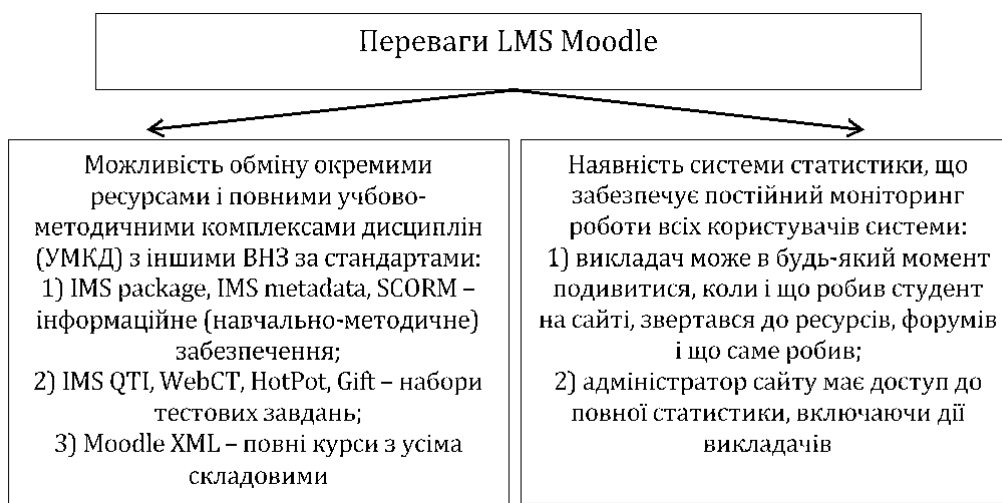 Переваги LMS Moodle
Можливість обміну окремими
ресурсами і повними учбово-
методичними комплексами дисциплін
(УМКД) з іншими ВНЗ за стандартами:
1) IMS package, IMS metadata, SCORM –
інформаційне (навчально-методичне)
забезпечення;
2) IMS QTI, WebCT, HotPot, Gift – набори
тестових завдань;
3) Moodle XML – повні курси з усіма
складовими
Наявність системи статистики, що
забезпечує постійний моніторинг
роботи всіх користувачів системи:
1) викладач може в будь-який момент
подивитися, коли і що робив студент
на сайті, звертався до ресурсів, форумів
і що саме робив;
2) адміністратор сайту має доступ до
повної статистики, включаючи дії
викладачів